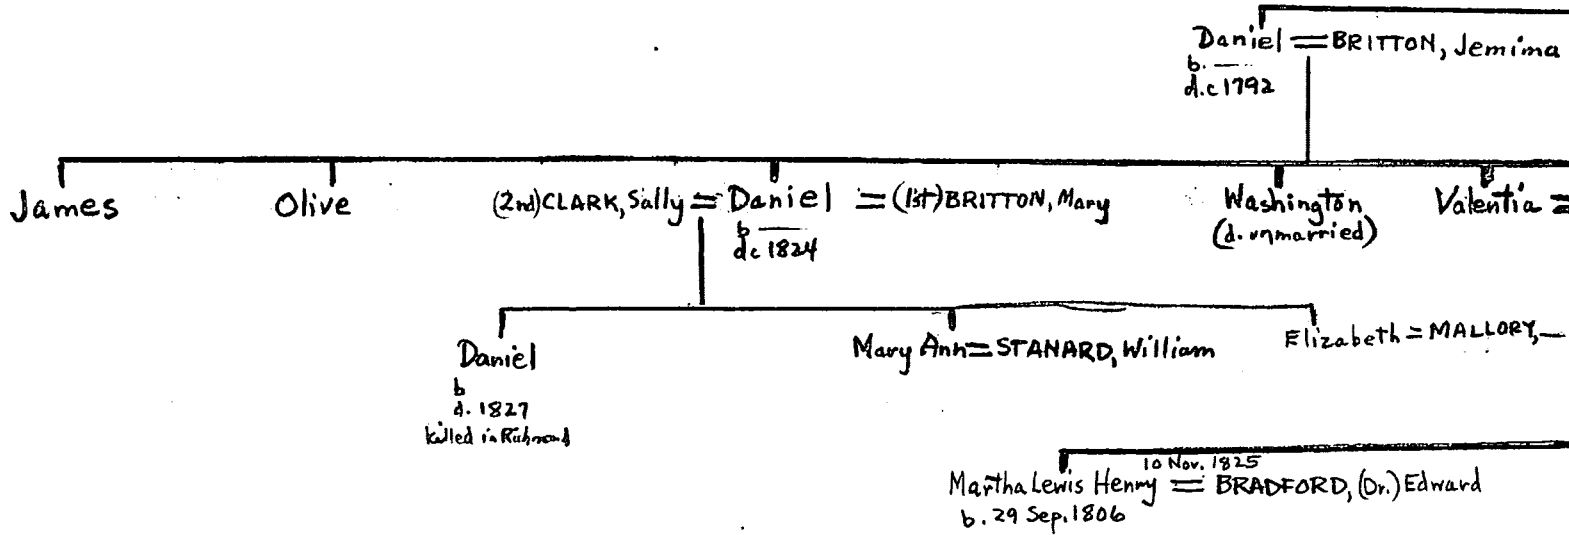 Daniel = BRITTON, Jemima
b. —
d. c 1792
James Olive (2nd) CLARK, Sally = Daniel = (1st) BRITTON, Mary Washington Valentia =
b — (d. unmarried)
d c 1824
Daniel Mary Ann = STANARD, William Elizabeth = MALLORY, —
b
d. 1827
killed in Richmond
10 Nov. 1825
Martha Lewis Henry = BRADFORD, (Dr.) Edward
b. 29 Sep. 1806